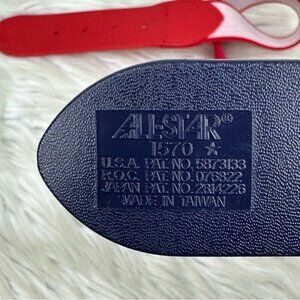 ALL-STAR®
1570 ★
U.S.A. PAT. NO. 5873133
R.O.C. PAT. NO. 076822
JAPAN PAT. NO. 2814226
MADE IN TAIWAN